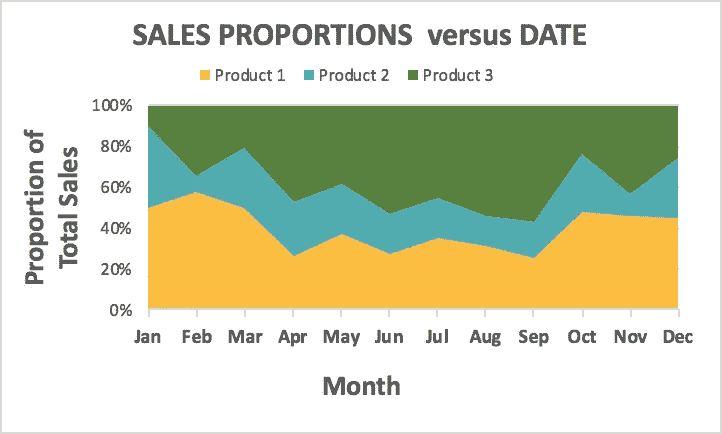 SALES PROPORTIONS versus DATE
Product 1 Product 2 Product 3
Proportion of
Total Sales
100%
80%
60%
40%
20%
0%
Jan Feb Mar Apr May Jun Jul Aug Sep Oct Nov Dec
Month